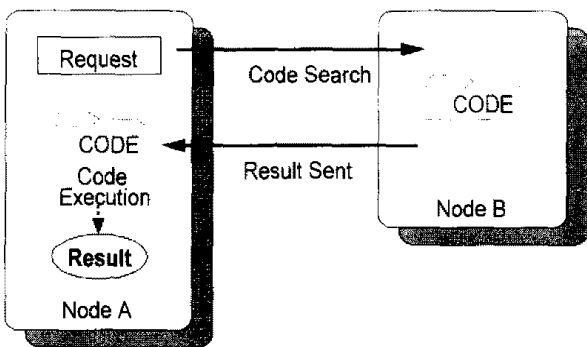 Request
Code Search
CODE
CODE
Result Sent
Code
Execution
Result
Node B
Node A